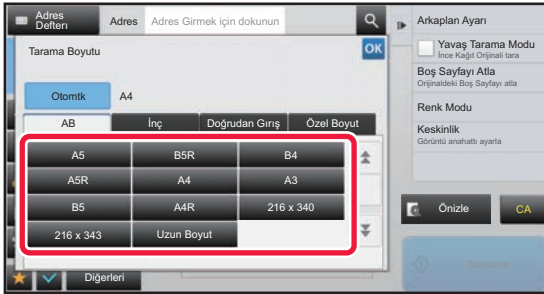 Adres
Defterı
Adres
Adres Girmek için dokunun
Tarama Boyutu
OK
Otomtk
A4
AB
İnç
Doğrudan Gırış
Özel Boyut
A5
B5R
B4
A5R
A4
A3
B5
A4R
216 x 340
216 x 343
Uzun Boyut
Diğerleri
Arkaplan Ayarı
Yavaş Tarama Modu
İnce Kağıt Orijinali tara
Boş Sayfayı Atla
Orijinaldeki Boş Sayfayı atla
Renk Modu
Keskinlik
Görüntü anahattı ayarla
Önizle
CA